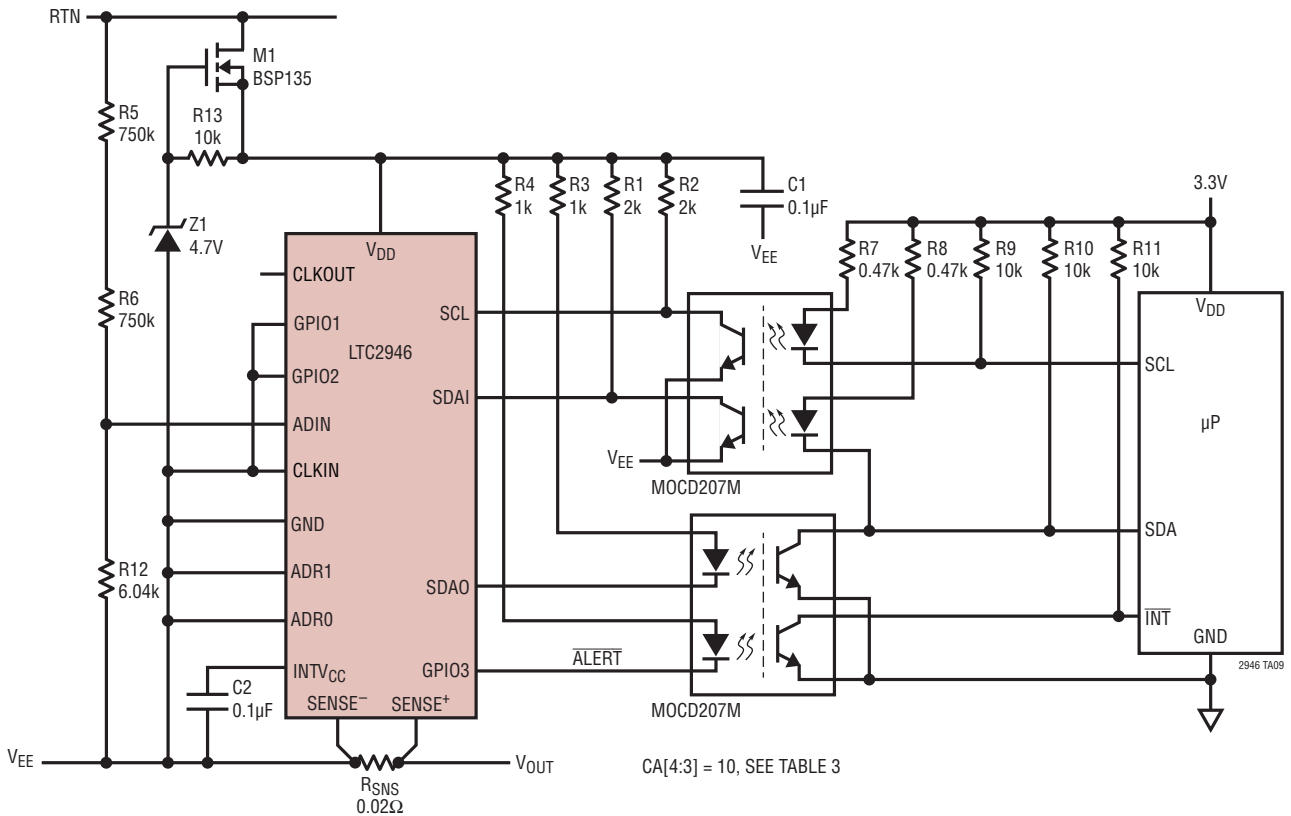 RTN
M1
BSP135
R5
750k
R13
10k
R4
1k
R3
1k
R1
2k
R2
2k
C1
0.1µF
VEE
3.3V
Z1
4.7V
R7
0.47k
R8
0.47k
R9
10k
R10
10k
R11
10k
VDD
CLKOUT
R6
750k
GPIO1
SCL
LTC2946
GPIO2
SDAI
ADIN
CLKIN
VEE
MOCD207M
VDD
SCL
µP
GND
SDA
ADR1
R12
6.04k
SDAO
ADR0
INT
GND
2946 TA09
INTVCC
GPIO3
ALERT
C2
0.1µF
SENSE–
SENSE+
MOCD207M
VEE
VOUT
RSNS
0.02Ω
CA[4:3] = 10, SEE TABLE 3